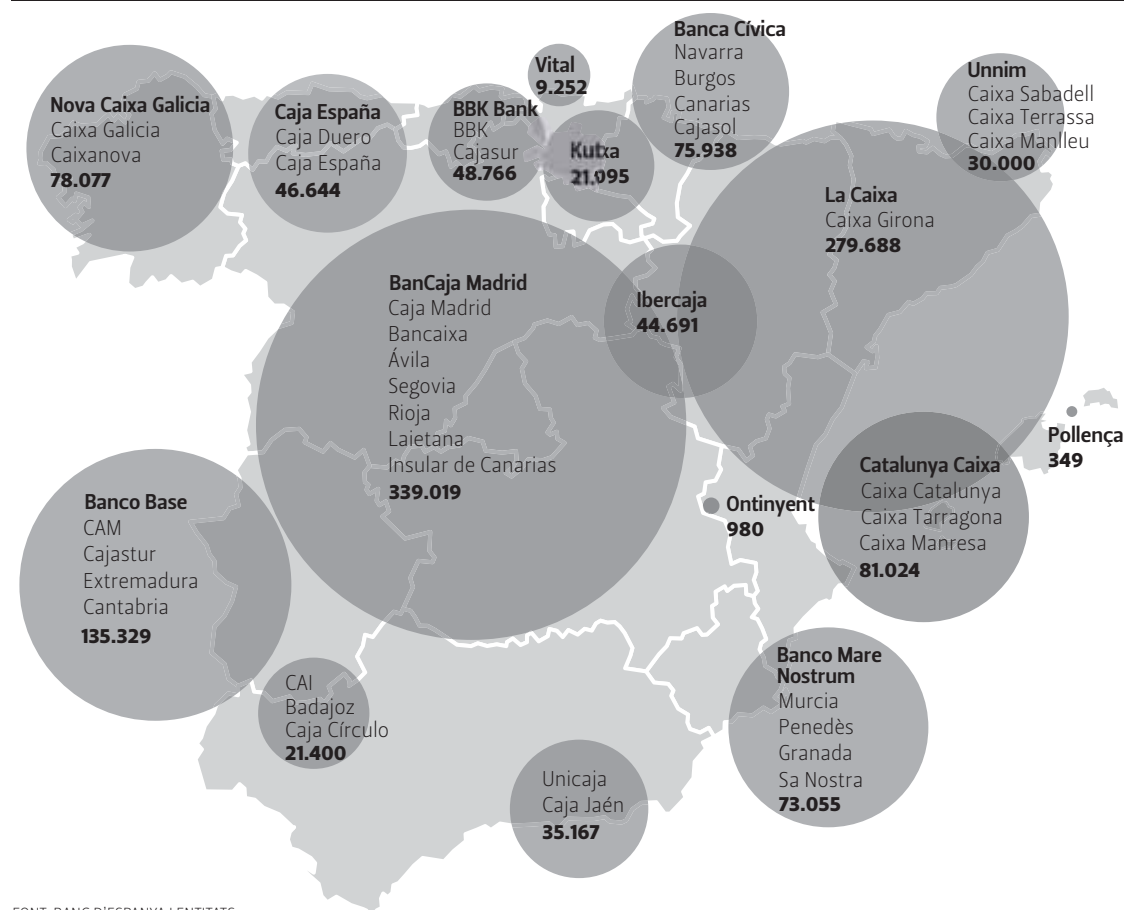 Nova Caixa Galicia
Caixa Galicia
Caixanova
78.077
Caja España
Caja Duero
Caja España
46.644
BBK Bank
BBK
Cajasur
48.766
Vital
9.252
Kutxa
Banca Cívica
Navarra
Burgos
Canarias
Cajasol
75.938
Unnim
Caixa Sabadell
Caixa Terrassa
Caixa Manlleu
30.000
La Caixa
Caixa Girona
279.688
BanCaja Madrid
Caja Madrid
Bancaixa
Ávila
Segovia
Rioja
Laietana
Insular de Canarias
339.019
Ibercaja
44.691
Pollença
349
Catalunya Caixa
Caixa Catalunya
Caixa Tarragona
Caixa Manresa
81.024
Ontinyent
980
Banco Base
CAM
Cajastur
Extremadura
Cantabria
135.329
CAI
Badajoz
Caja Círculo
21.400
Banco Mare
Nostrum
Murcia
Penedès
Granada
Sa Nostra
73.055
Unicaja
Caja Jaén
35.167
FONT: BANC D'ESPANYA I ENTITATS